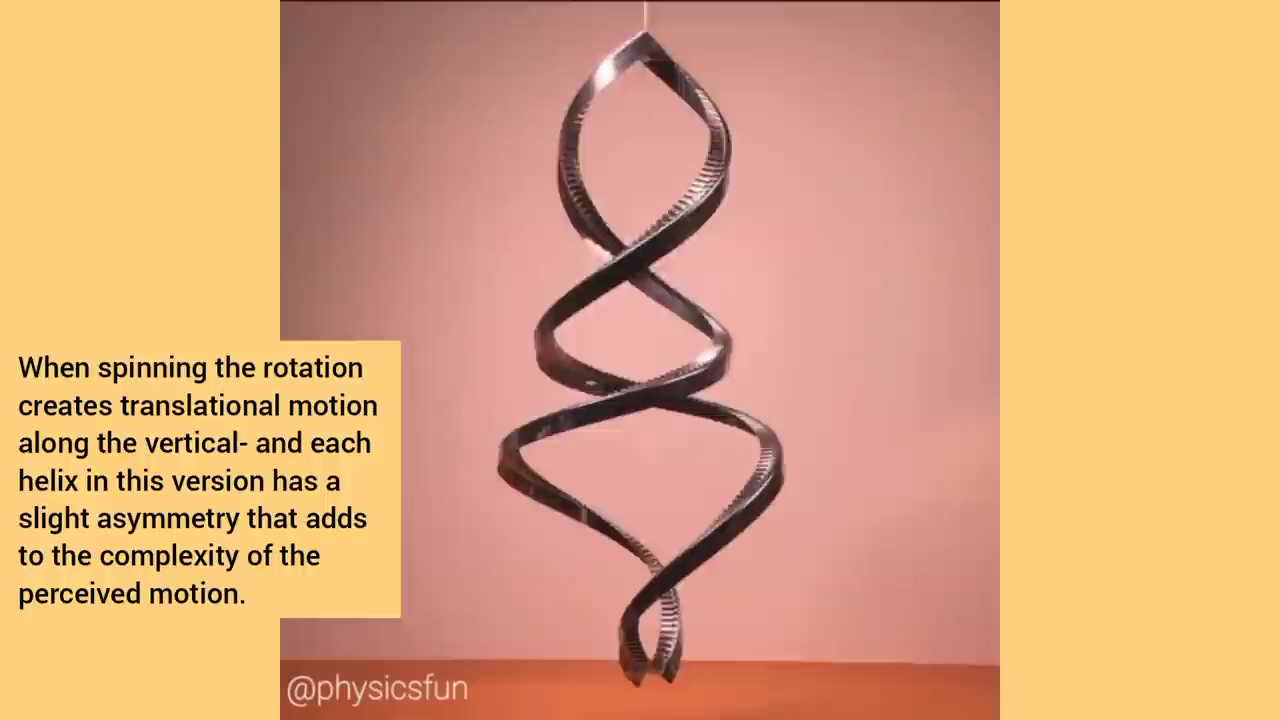 When spinning the rotation
creates translational motion
along the vertical- and each
helix in this version has a
slight asymmetry that adds
to the complexity of the
perceived motion.
@physicsfun